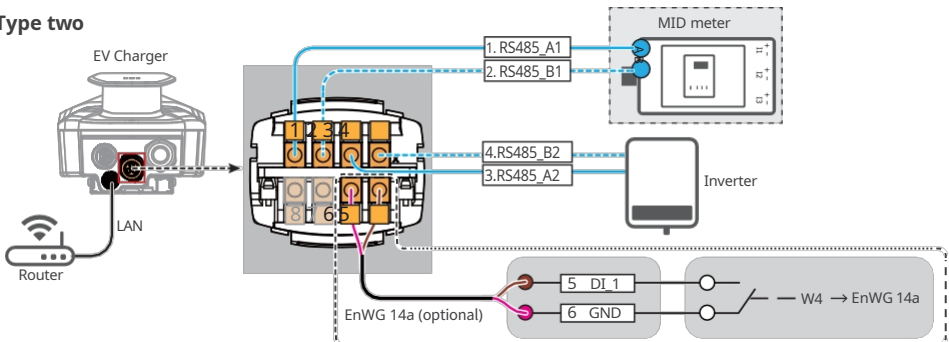 Type two
MID meter
EV Charger
1. RS485_A1
2. RS485_B1
1 2 3 4
4.RS485_B2
3.RS485_A2
Inverter
8 6 5
LAN
Router
EnWG 14a (optional)
5 DI_1
6 GND
W4 → EnWG 14a